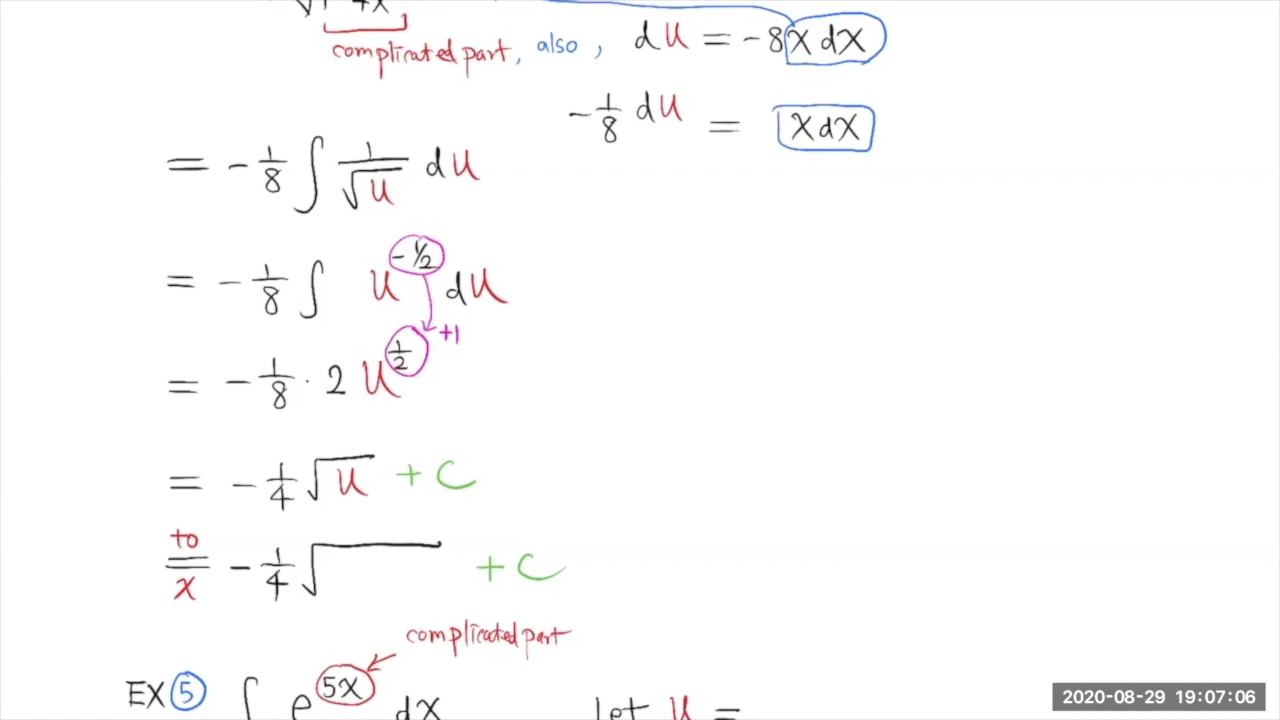 complicated part, also, du = -8x dx
-1/8 du = x dx
= -1/8 ∫ 1/√u du
= -1/8 ∫ u^(-1/2) du
+1
= -1/8 · 2 u^(1/2)
= -1/4 √u + C
to
x
= -1/4 √ + C
complicated part
EX ⑤ ∫ e^(5x) dx let u =
2020-08-29 19:07:06